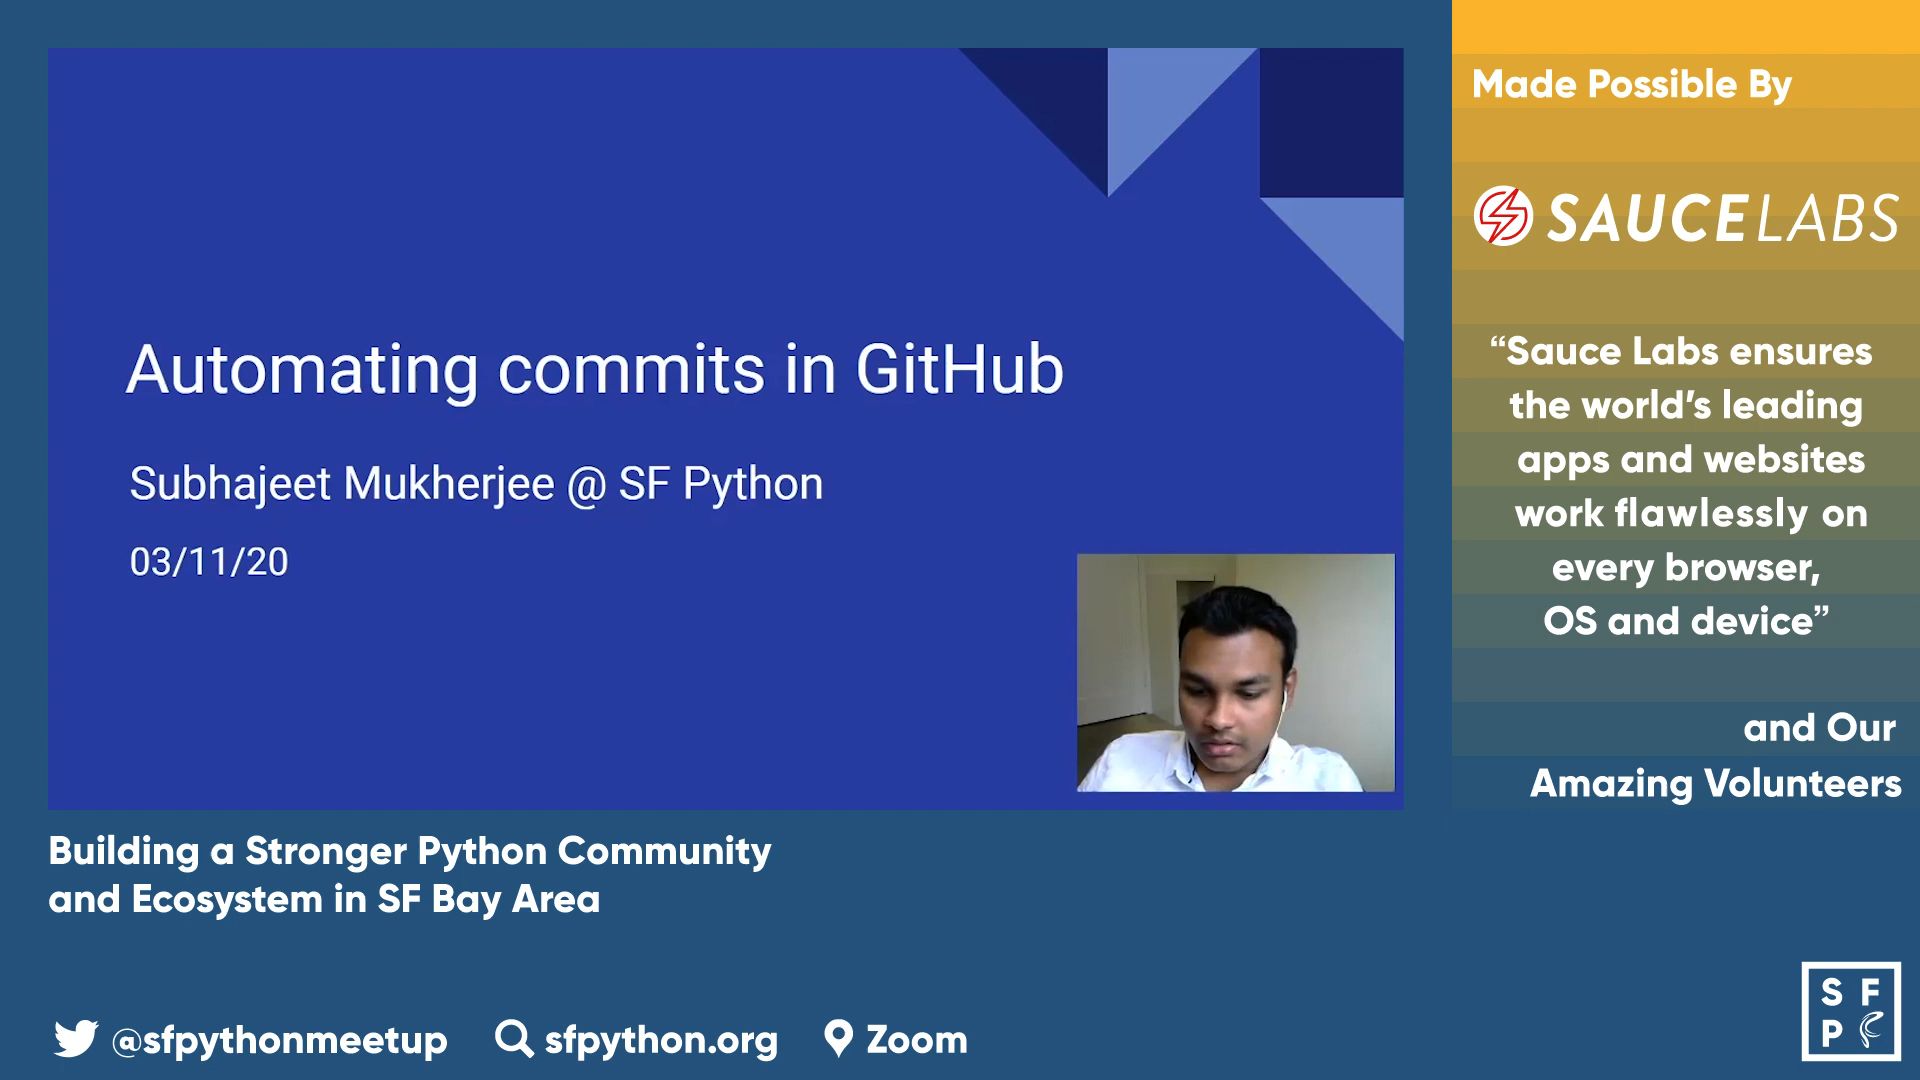 Automating commits in GitHub
Subhajeet Mukherjee @ SF Python
03/11/20
Made Possible By
SAUCELABS
“Sauce Labs ensures
the world’s leading
apps and websites
work flawlessly on
every browser,
OS and device”
and Our
Amazing Volunteers
Building a Stronger Python Community
and Ecosystem in SF Bay Area
@sfpythonmeetup
sfpython.org
Zoom
S F
P